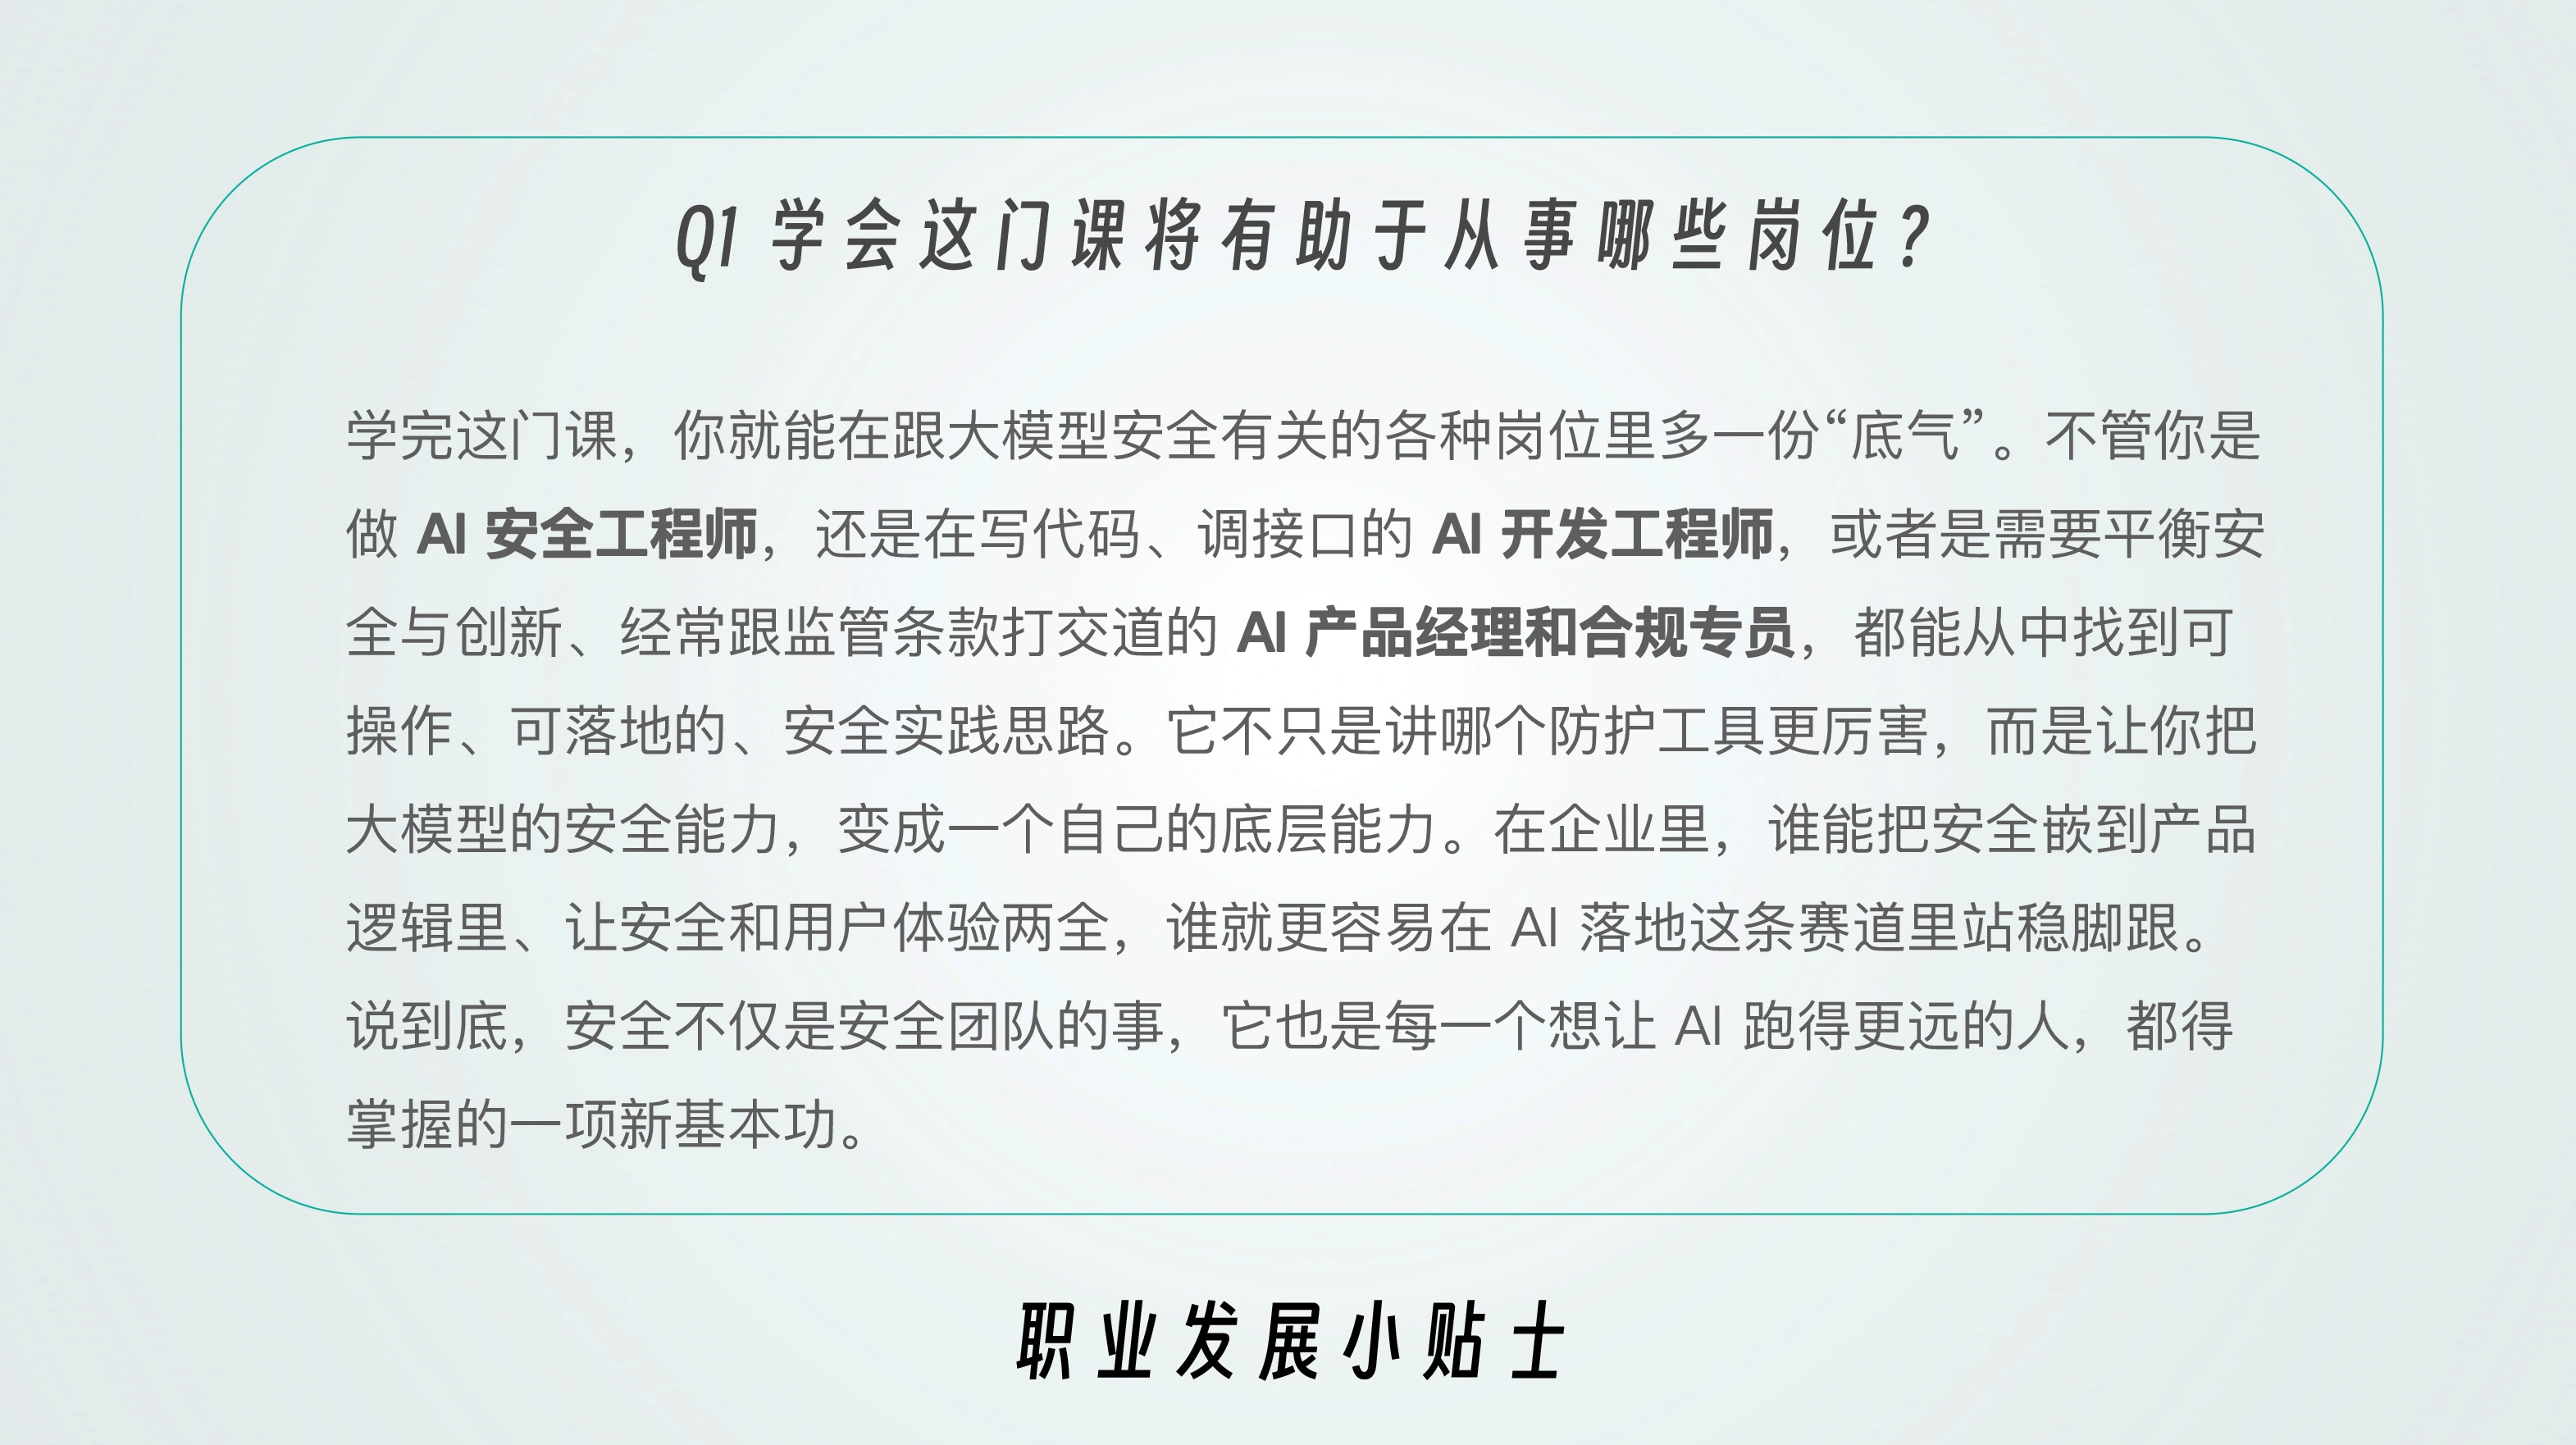 Q1 学会这门课将有助于从事哪些岗位？
学完这门课，你就能在跟大模型安全有关的各种岗位里多一份“底气”。不管你是
做 AI 安全工程师，还是在写代码、调接口的 AI 开发工程师，或者是需要平衡安
全与创新、经常跟监管条款打交道的 AI 产品经理和合规专员，都能从中找到可
操作、可落地的、安全实践思路。它不只是讲哪个防护工具更厉害，而是让你把
大模型的安全能力，变成一个自己的底层能力。在企业里，谁能把安全嵌到产品
逻辑里、让安全和用户体验两全，谁就更容易在 AI 落地这条赛道里站稳脚跟。
说到底，安全不仅是安全团队的事，它也是每一个想让 AI 跑得更远的人，都得
掌握的一项新基本功。
职业发展小贴士